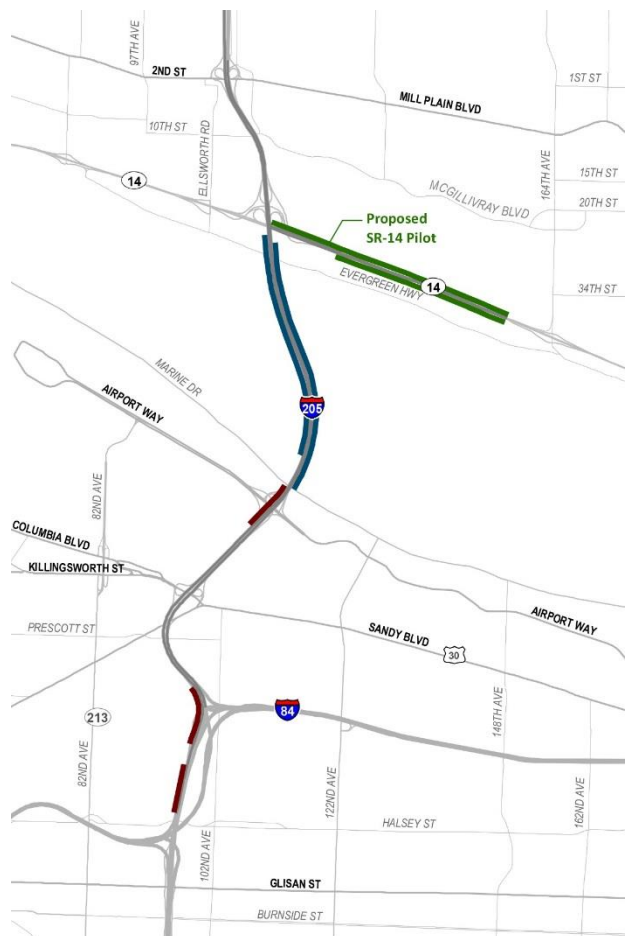 97TH AVE
2ND ST
1ST ST
MILL PLAIN BLVD
10TH ST
ELLSWORTH RD
164TH AVE
15TH ST
14
MCGILLIVRAY BLVD
20TH ST
Proposed
SR-14 Pilot
14
EVERGREEN HWY
34TH ST
MARINE DR
AIRPORT WAY
205
82ND AVE
COLUMBIA BLVD
KILLINGSWORTH ST
AIRPORT WAY
PRESCOTT ST
SANDY BLVD
30
213
84
148TH AVE
82ND AVE
122ND AVE
162ND AVE
102ND AVE
HALSEY ST
GLISAN ST
BURNSIDE ST